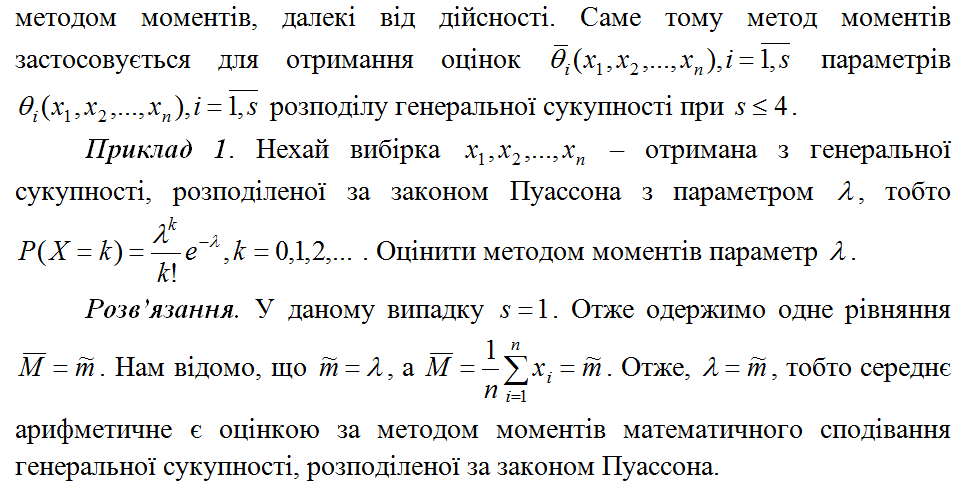 методом моментів, далекі від дійсності. Саме тому метод моментів
застосовується для отримання оцінок θ̅ᵢ(x₁,x₂,...,xₙ),i = 1,s̅ параметрів
θᵢ(x₁,x₂,...,xₙ),i = 1,s̅ розподілу генеральної сукупності при s ≤ 4.
Приклад 1. Нехай вибірка x₁,x₂,...,xₙ – отримана з генеральної
сукупності, розподіленої за законом Пуассона з параметром λ, тобто
P(X = k) = λᵏ/k! e^(−λ), k = 0,1,2,... . Оцінити методом моментів параметр λ.
Розв’язання. У даному випадку s = 1. Отже одержимо одне рівняння
M̅ = m̃. Нам відомо, що m̃ = λ, а M̅ = 1/n ∑ᵢ₌₁ⁿ xᵢ = m̃. Отже, λ = m̃, тобто середнє
арифметичне є оцінкою за методом моментів математичного сподівання
генеральної сукупності, розподіленої за законом Пуассона.